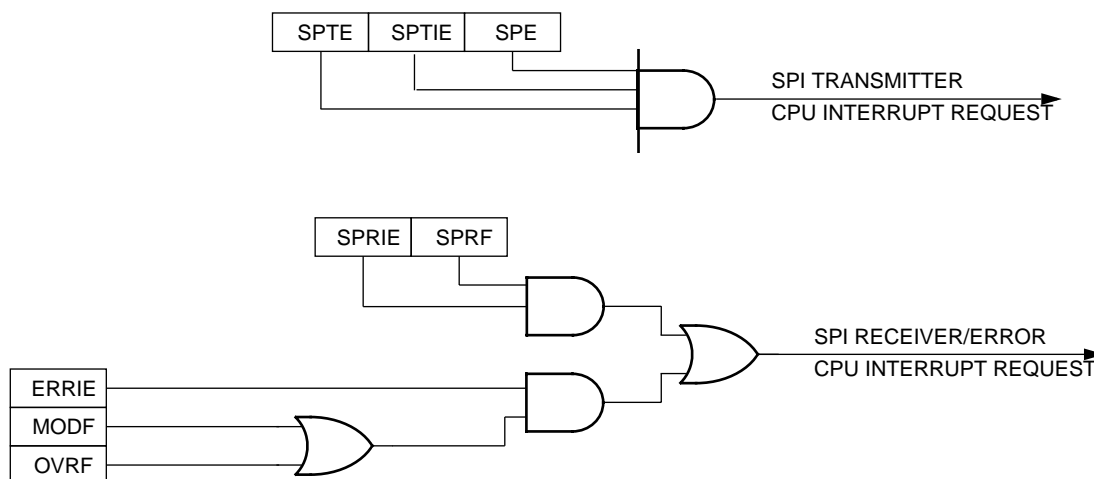 SPTE SPTIE SPE
SPI TRANSMITTER
CPU INTERRUPT REQUEST
SPRIE SPRF
SPI RECEIVER/ERROR
CPU INTERRUPT REQUEST
ERRIE
MODF
OVRF